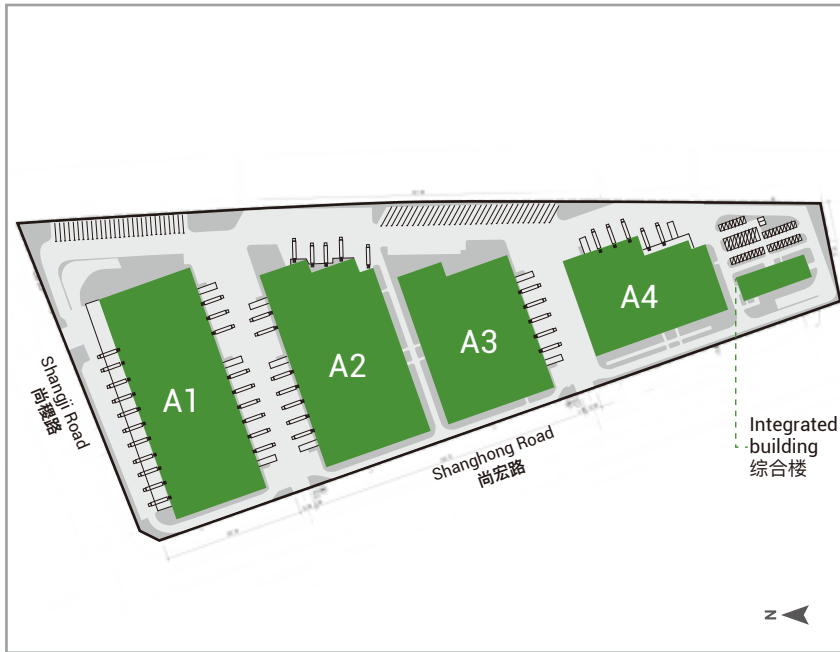 A1
A2
A3
A4
Shangji Road
尚稷路
Shanghong Road
尚宏路
Integrated
building
综合楼
N